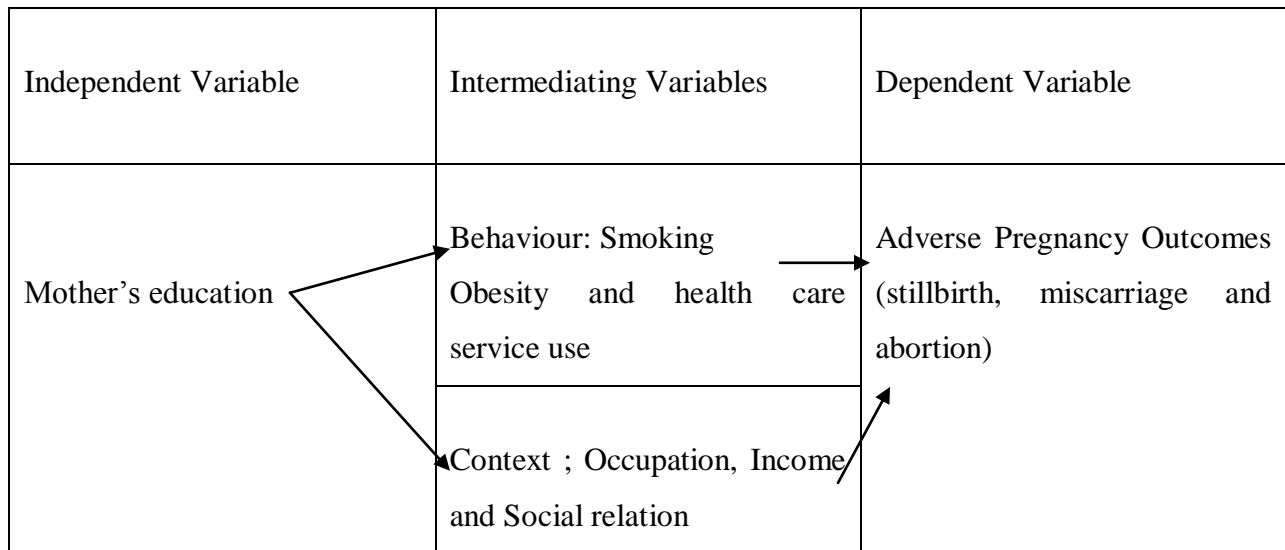 Independent Variable
Intermediating Variables
Dependent Variable
Mother’s education
Behaviour: Smoking
Obesity and health care
service use
Context ; Occupation, Income
and Social relation
Adverse Pregnancy Outcomes
(stillbirth, miscarriage and
abortion)